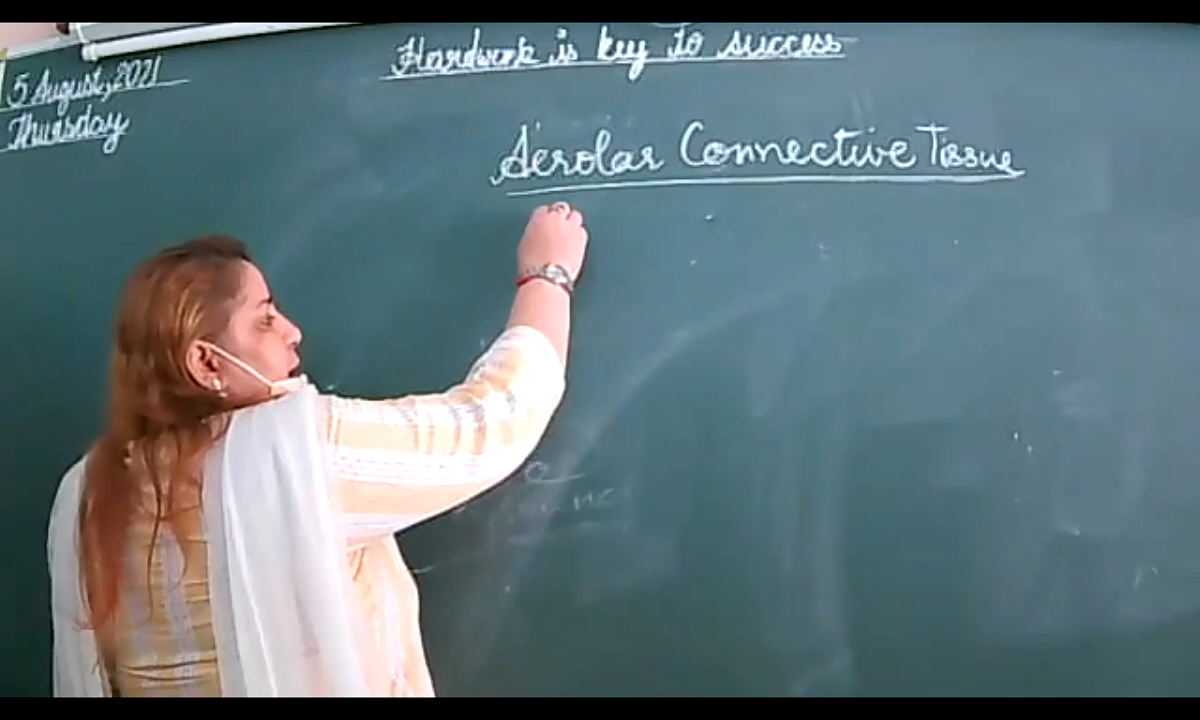 Hardwork is key to success
5 August, 2021
Thursday
Aerolar Connective Tissue